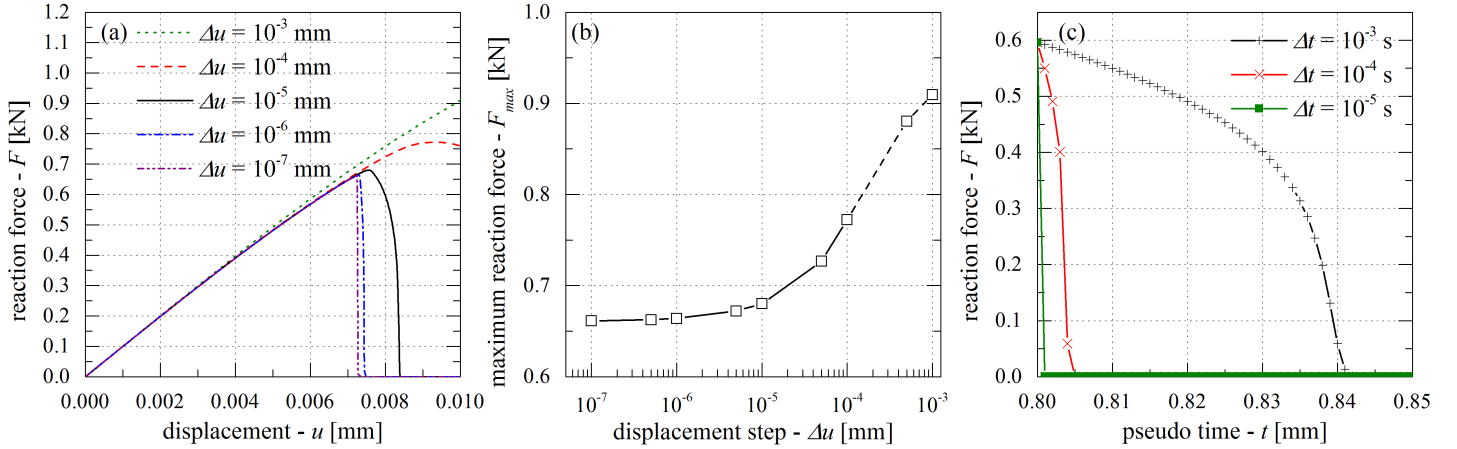 (a)
Δu = 10⁻³ mm
Δu = 10⁻⁴ mm
Δu = 10⁻⁵ mm
Δu = 10⁻⁶ mm
Δu = 10⁻⁷ mm
1.2
1.1
1.0
0.9
0.8
0.7
0.6
0.5
0.4
0.3
0.2
0.1
0.0
reaction force - F [kN]
0.000 0.002 0.004 0.006 0.008 0.010
displacement - u [mm]
(b)
1.0
0.9
0.8
0.7
0.6
maximum reaction force - F_max [kN]
10⁻⁷ 10⁻⁶ 10⁻⁵ 10⁻⁴ 10⁻³
displacement step - Δu [mm]
(c)
Δt = 10⁻³ s
Δt = 10⁻⁴ s
Δt = 10⁻⁵ s
0.6
0.5
0.4
0.3
0.2
0.1
0.0
reaction force - F [kN]
0.80 0.81 0.82 0.83 0.84 0.85
pseudo time - t [mm]